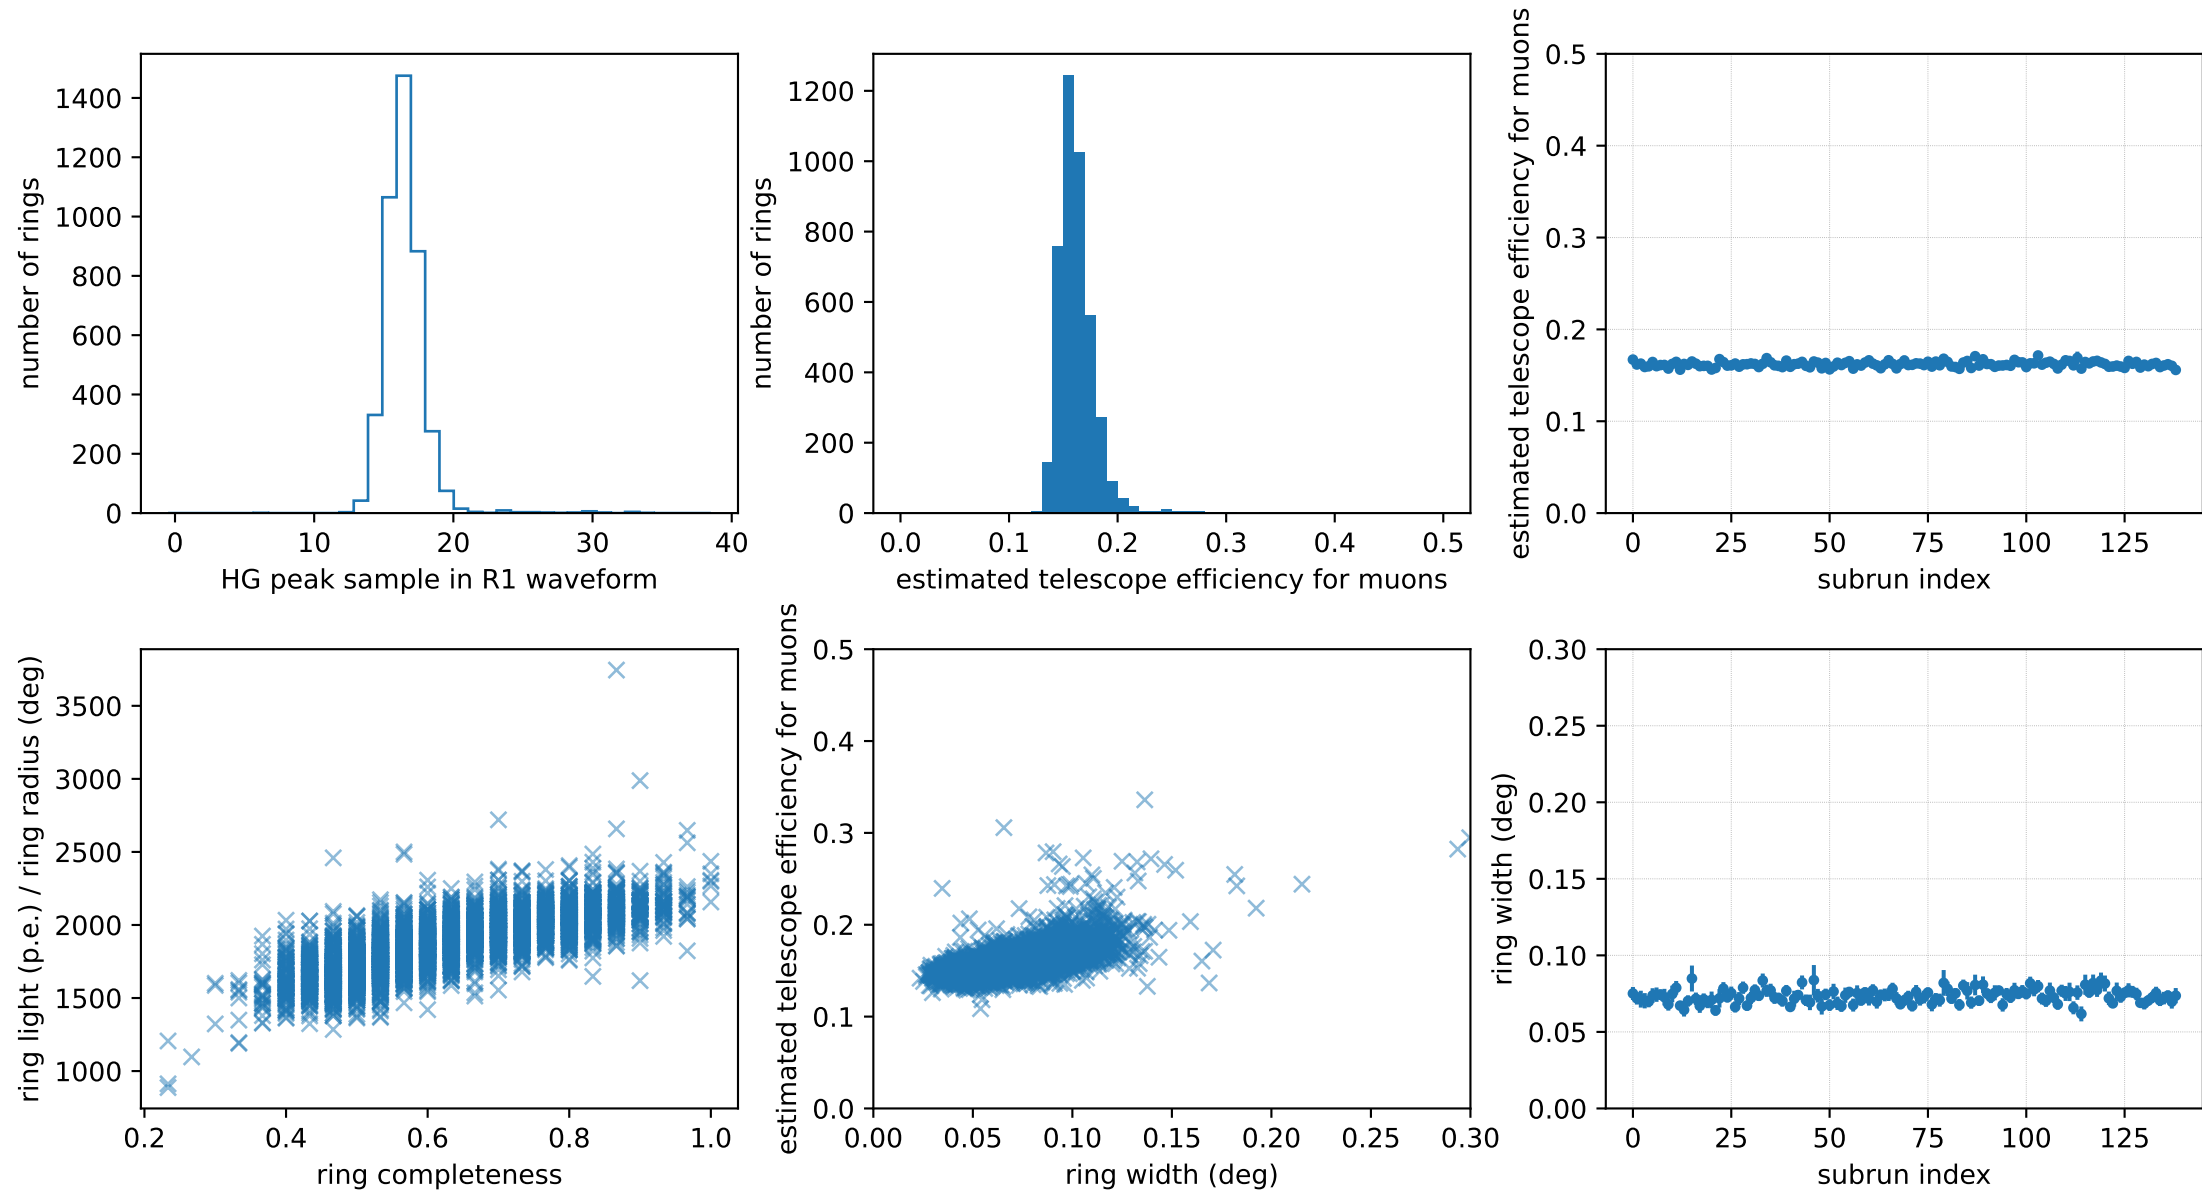 number of rings
1400
1200
1000
800
600
400
200
0
0 10 20 30 40
HG peak sample in R1 waveform
number of rings
1200
1000
800
600
400
200
0
0.0 0.1 0.2 0.3 0.4 0.5
estimated telescope efficiency for muons
estimated telescope efficiency for muons
0.5
0.4
0.3
0.2
0.1
0.0
0 25 50 75 100 125
subrun index
ring light (p.e.) / ring radius (deg)
3500
3000
2500
2000
1500
1000
0.2 0.4 0.6 0.8 1.0
ring completeness
estimated telescope efficiency for muons
0.5
0.4
0.3
0.2
0.1
0.0
0.00 0.05 0.10 0.15 0.20 0.25 0.30
ring width (deg)
ring width (deg)
0.30
0.25
0.20
0.15
0.10
0.05
0.00
0 25 50 75 100 125
subrun index